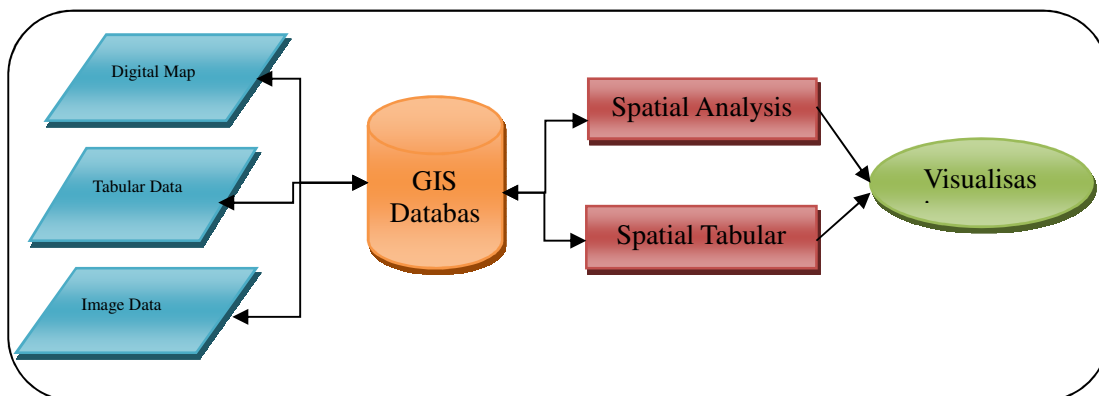 Digital Map
Tabular Data
Image Data
GIS
Databas
Spatial Analysis
Spatial Tabular
Visualisas